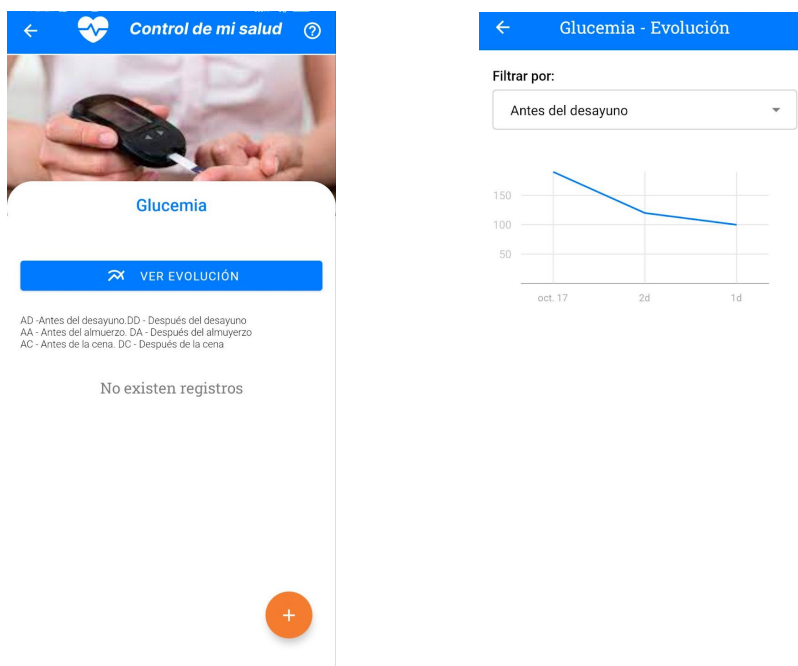 Control de mi salud
Glucemia
VER EVOLUCIÓN
AD -Antes del desayuno.DD - Después del desayuno
AA - Antes del almuerzo. DA - Después del almuyerzo
AC - Antes de la cena. DC - Después de la cena
No existen registros
Glucemia - Evolución
Filtrar por:
Antes del desayuno
150
100
50
oct. 17 2d 1d